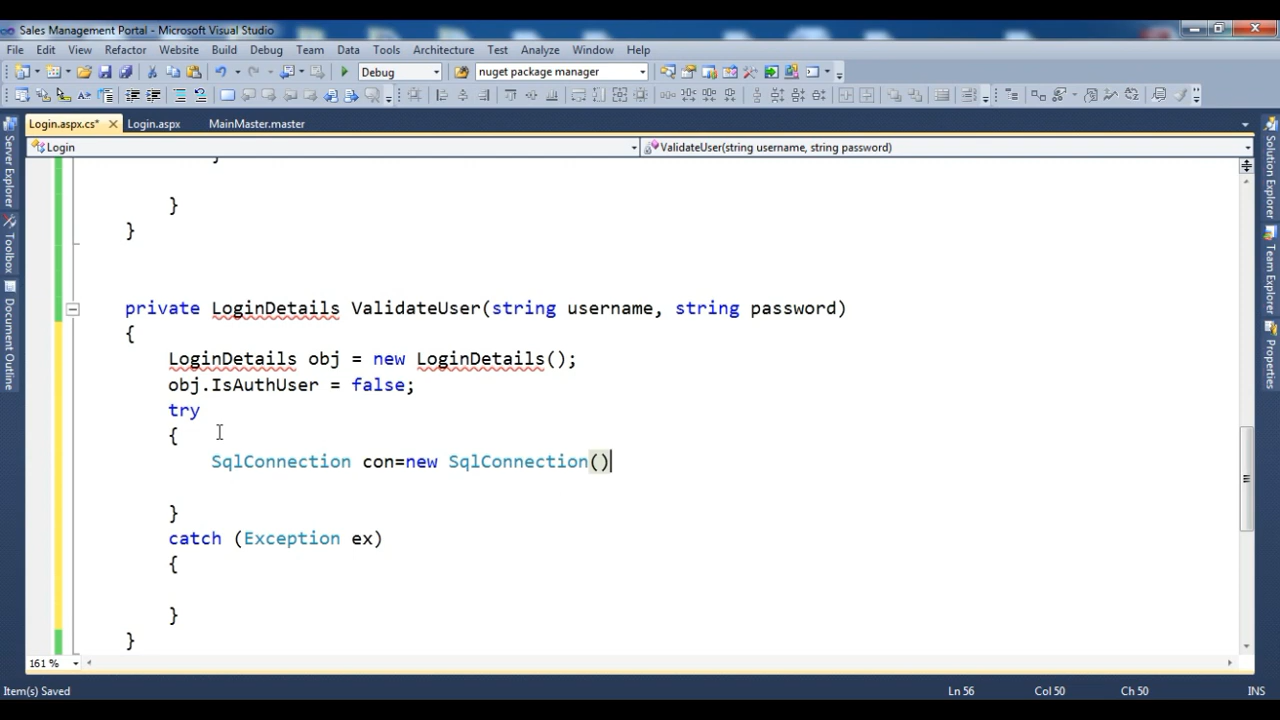 Sales Management Portal - Microsoft Visual Studio
File Edit View Refactor Website Build Debug Team Data Tools Architecture Test Analyze Window Help
Debug nuget package manager
Login.aspx.cs* Login.aspx MainMaster.master
Login ValidateUser(string username, string password)
}
}
}
private LoginDetails ValidateUser(string username, string password)
{
LoginDetails obj = new LoginDetails();
obj.IsAuthUser = false;
try
{
SqlConnection con=new SqlConnection()
}
catch (Exception ex)
{
}
}
161 %
Item(s) Saved Ln 56 Col 50 Ch 50 INS
Server Explorer
Toolbox
Document Outline
Solution Explorer
Team Explorer
Properties